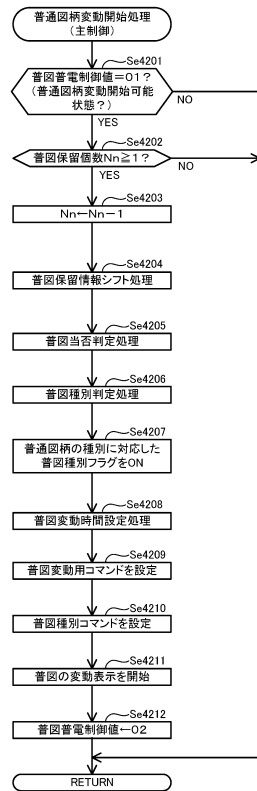 普通図柄変動開始処理
（主制御）
Se4201
普図普電制御値＝01？
（普通図柄変動開始可能
状態？）
NO
YES
Se4202
普図保留個数Nn≧1？
NO
YES
Se4203
Nn←Nn－1
Se4204
普図保留情報シフト処理
Se4205
普図当否判定処理
Se4206
普図種別判定処理
Se4207
普通図柄の種別に対応した
普図種別フラグをON
Se4208
普図変動時間設定処理
Se4209
普図変動用コマンドを設定
Se4210
普図種別コマンドを設定
Se4211
普図の変動表示を開始
Se4212
普図普電制御値←02
RETURN